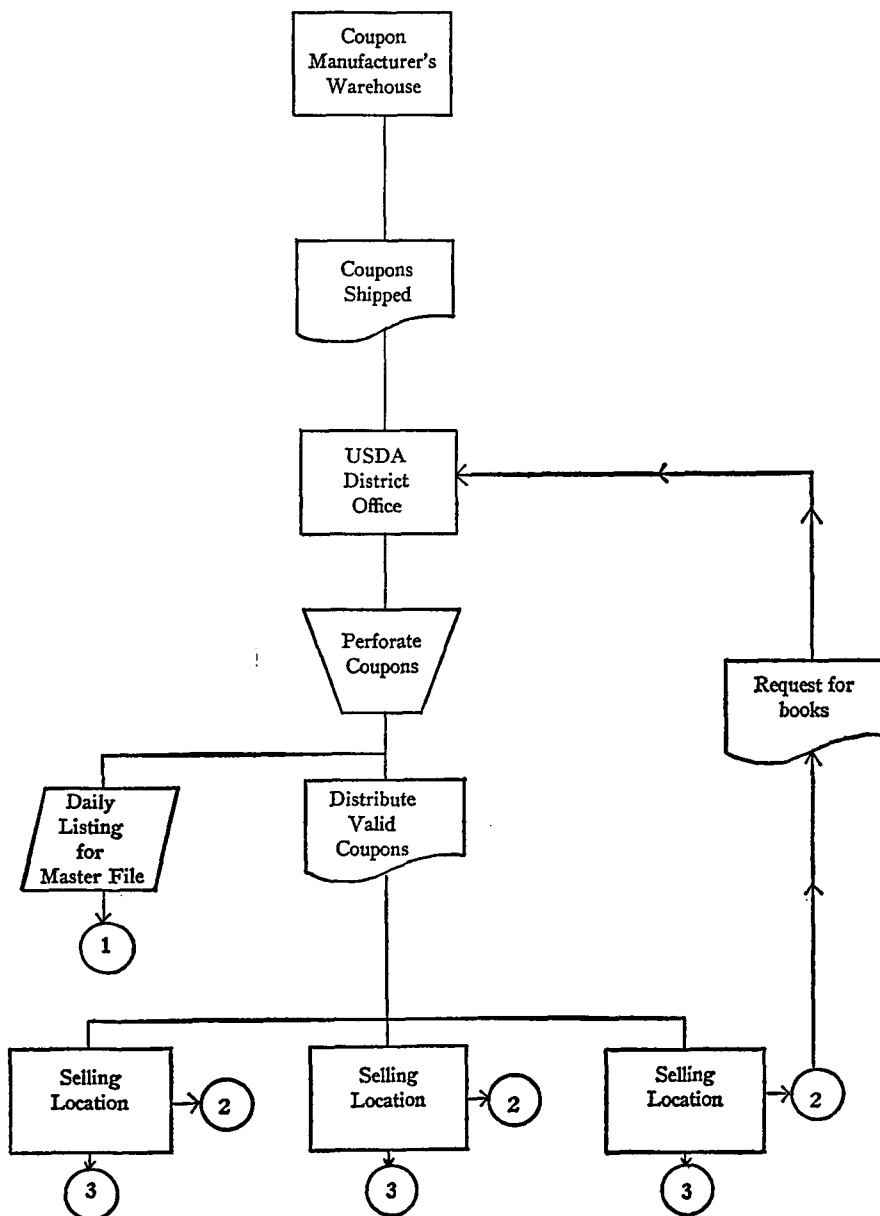 Coupon
Manufacturer's
Warehouse
Coupons
Shipped
USDA
District
Office
Perforate
Coupons
Request for
books
Daily
Listing
for
Master File
Distribute
Valid
Coupons
1
Selling
Location
2
Selling
Location
2
Selling
Location
2
3
3
3